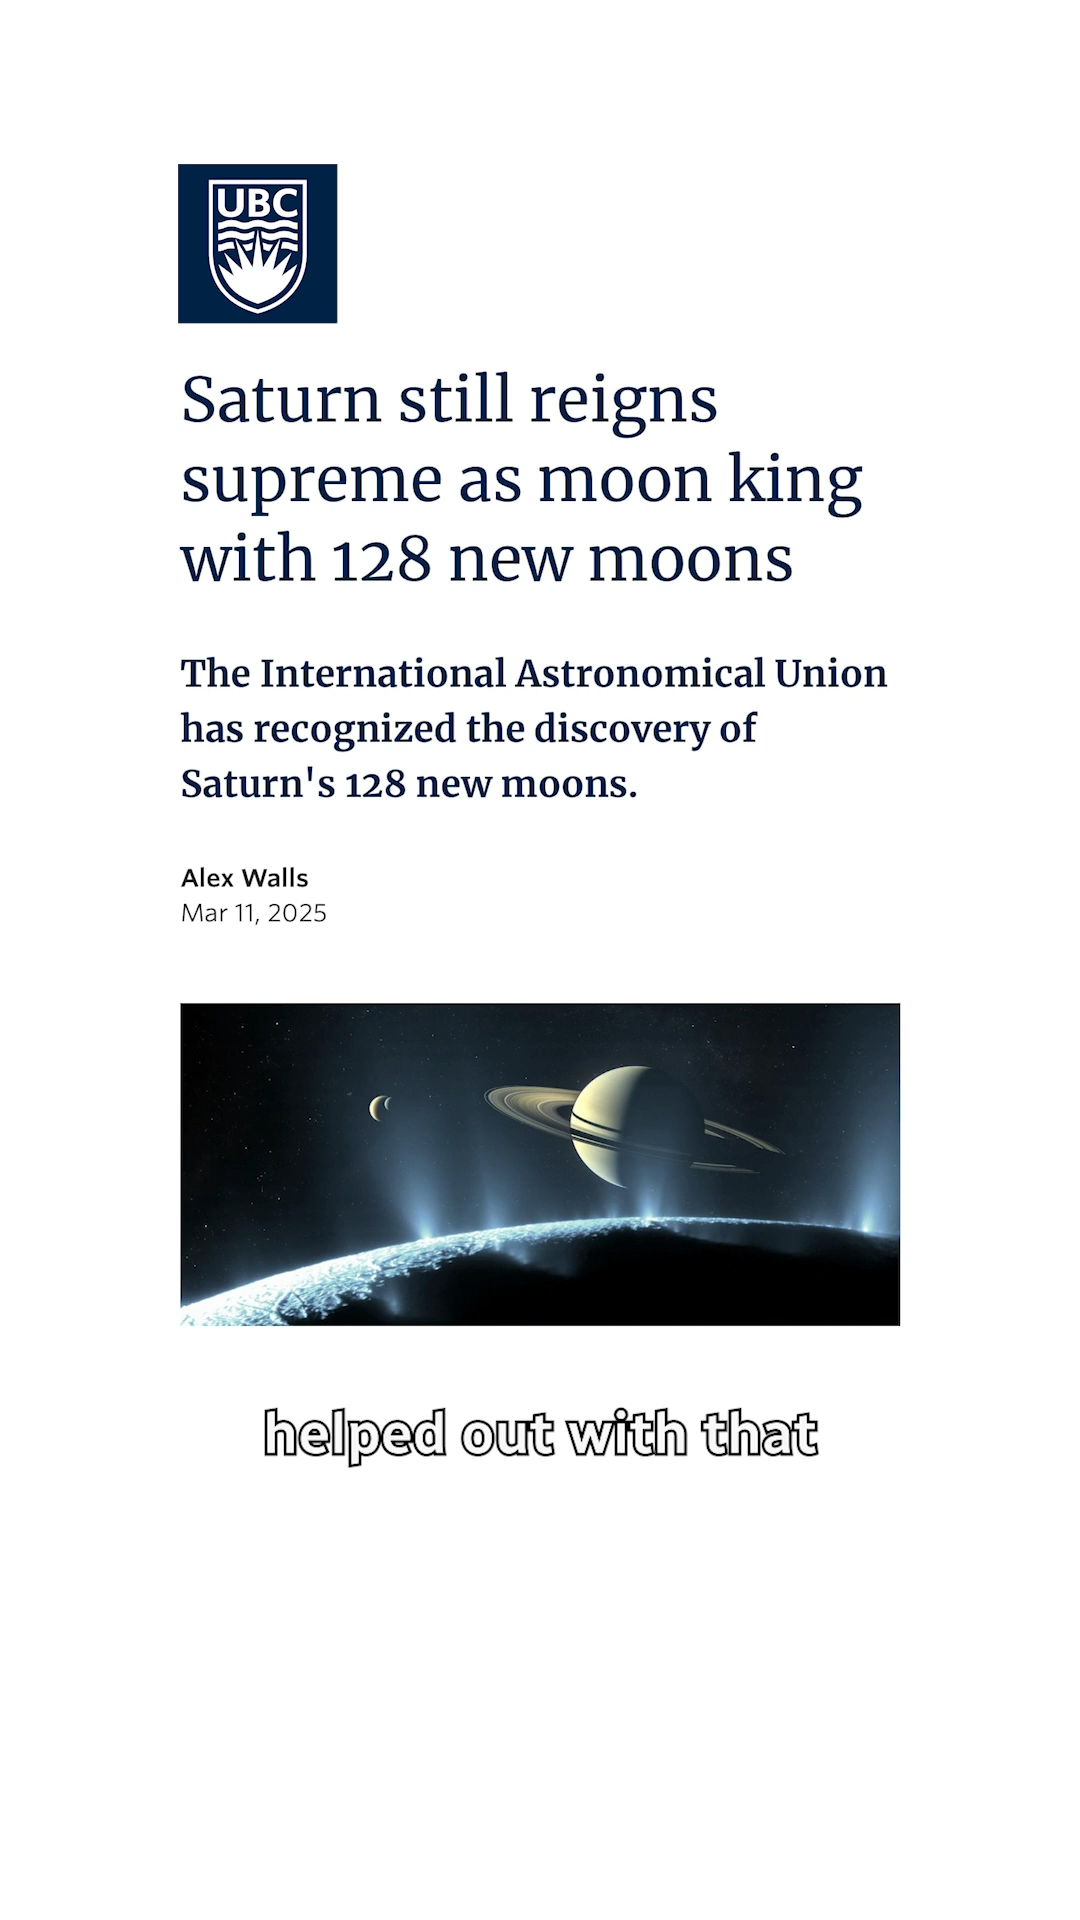 UBC
Saturn still reigns
supreme as moon king
with 128 new moons
The International Astronomical Union
has recognized the discovery of
Saturn's 128 new moons.
Alex Walls
Mar 11, 2025
helped out with that